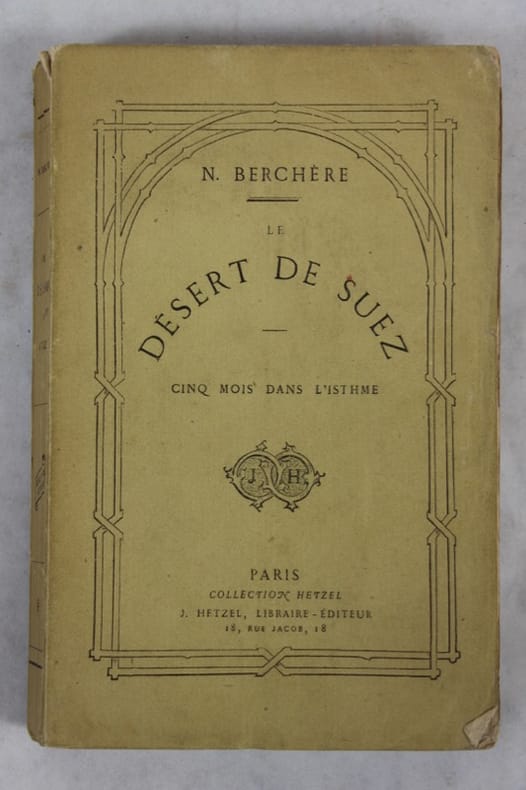 N. BERCHÈRE
LE
DÉSERT DE SUEZ
CINQ MOIS DANS L'ISTHME
J H
PARIS
COLLECTION HETZEL
J. HETZEL, LIBRAIRE-ÉDITEUR
18, RUE JACOB, 18